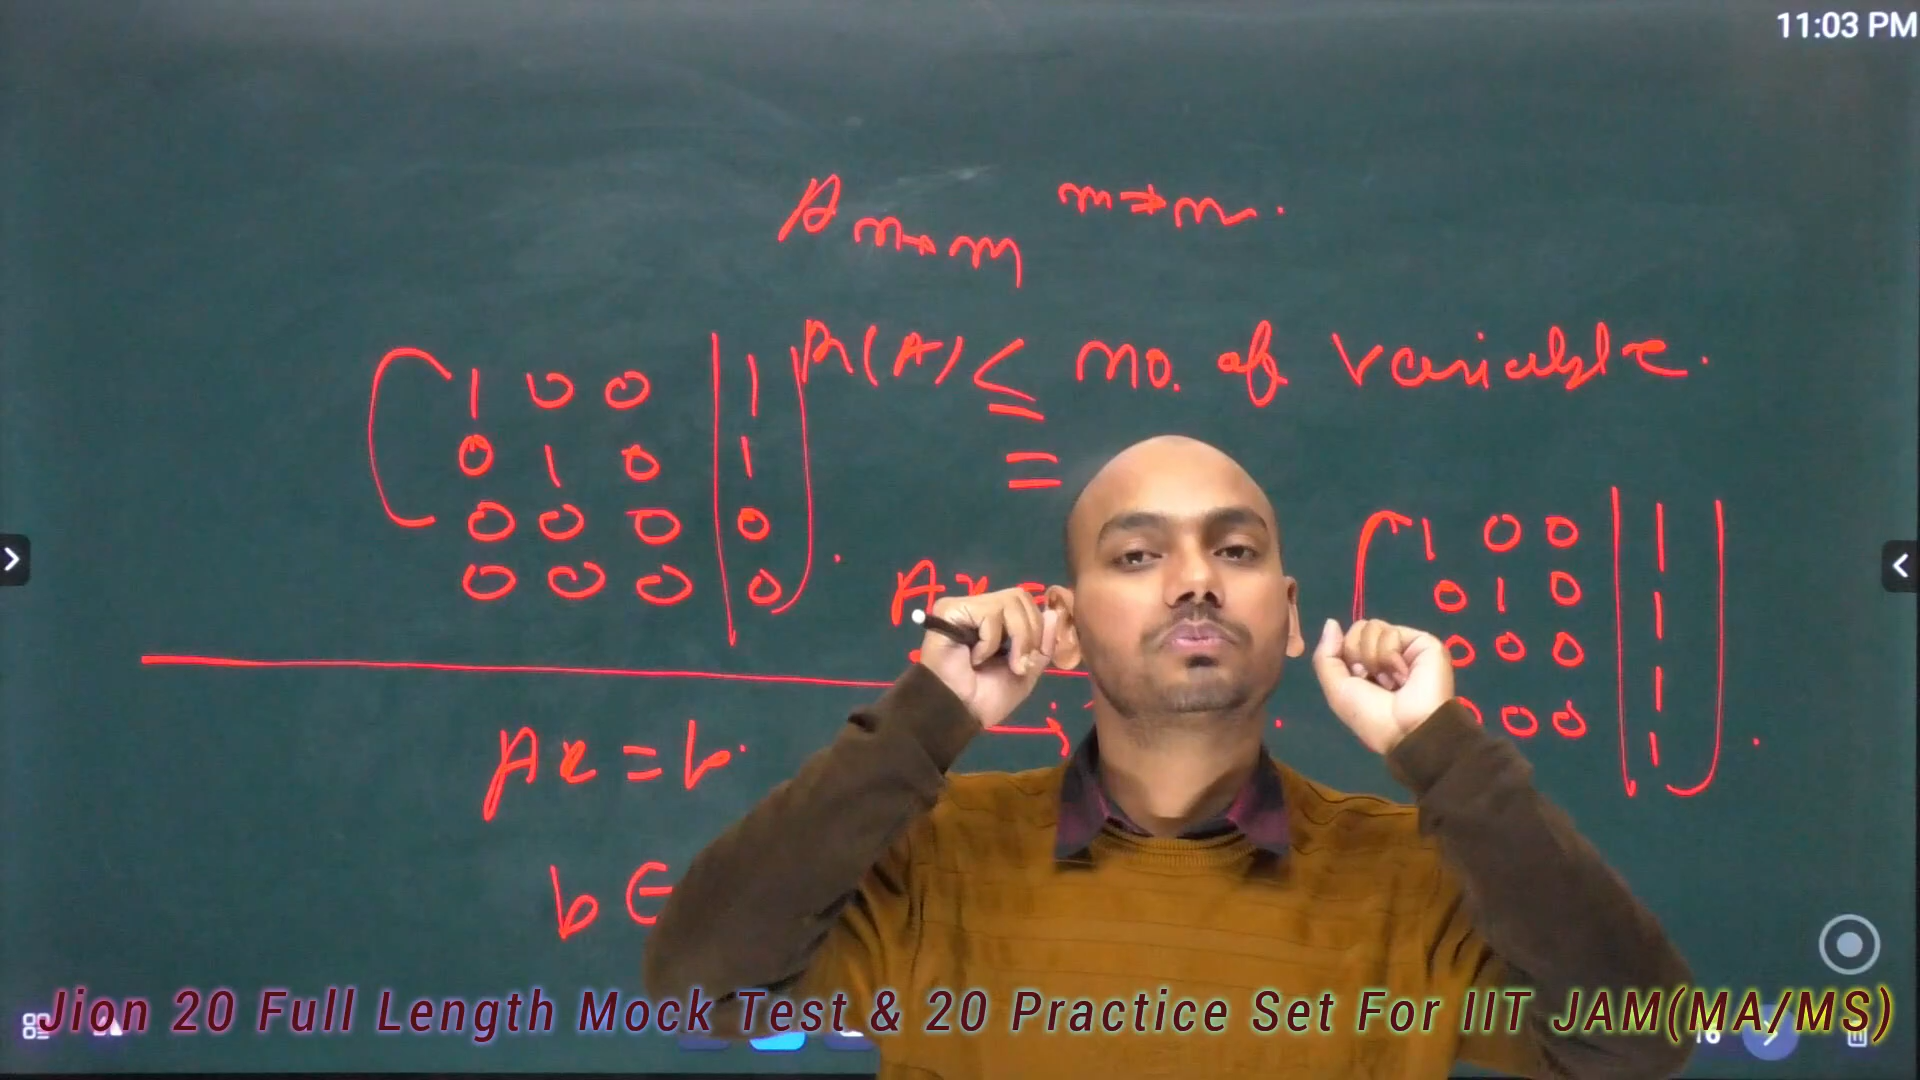 11:03 PM
A
m ≠ n.
r(A) ≤ no. of variable.
=
1 0 0 | 1
0 1 0 | 1
0 0 0 | 0
0 0 0 | 0
1 0 0 | 1
0 1 0 | 1
0 0 0 | 1
0 0 0 | 1
Ax =
Ax = b.
b ∈
Jion 20 Full Length Mock Test & 20 Practice Set For IIT JAM(MA/MS)